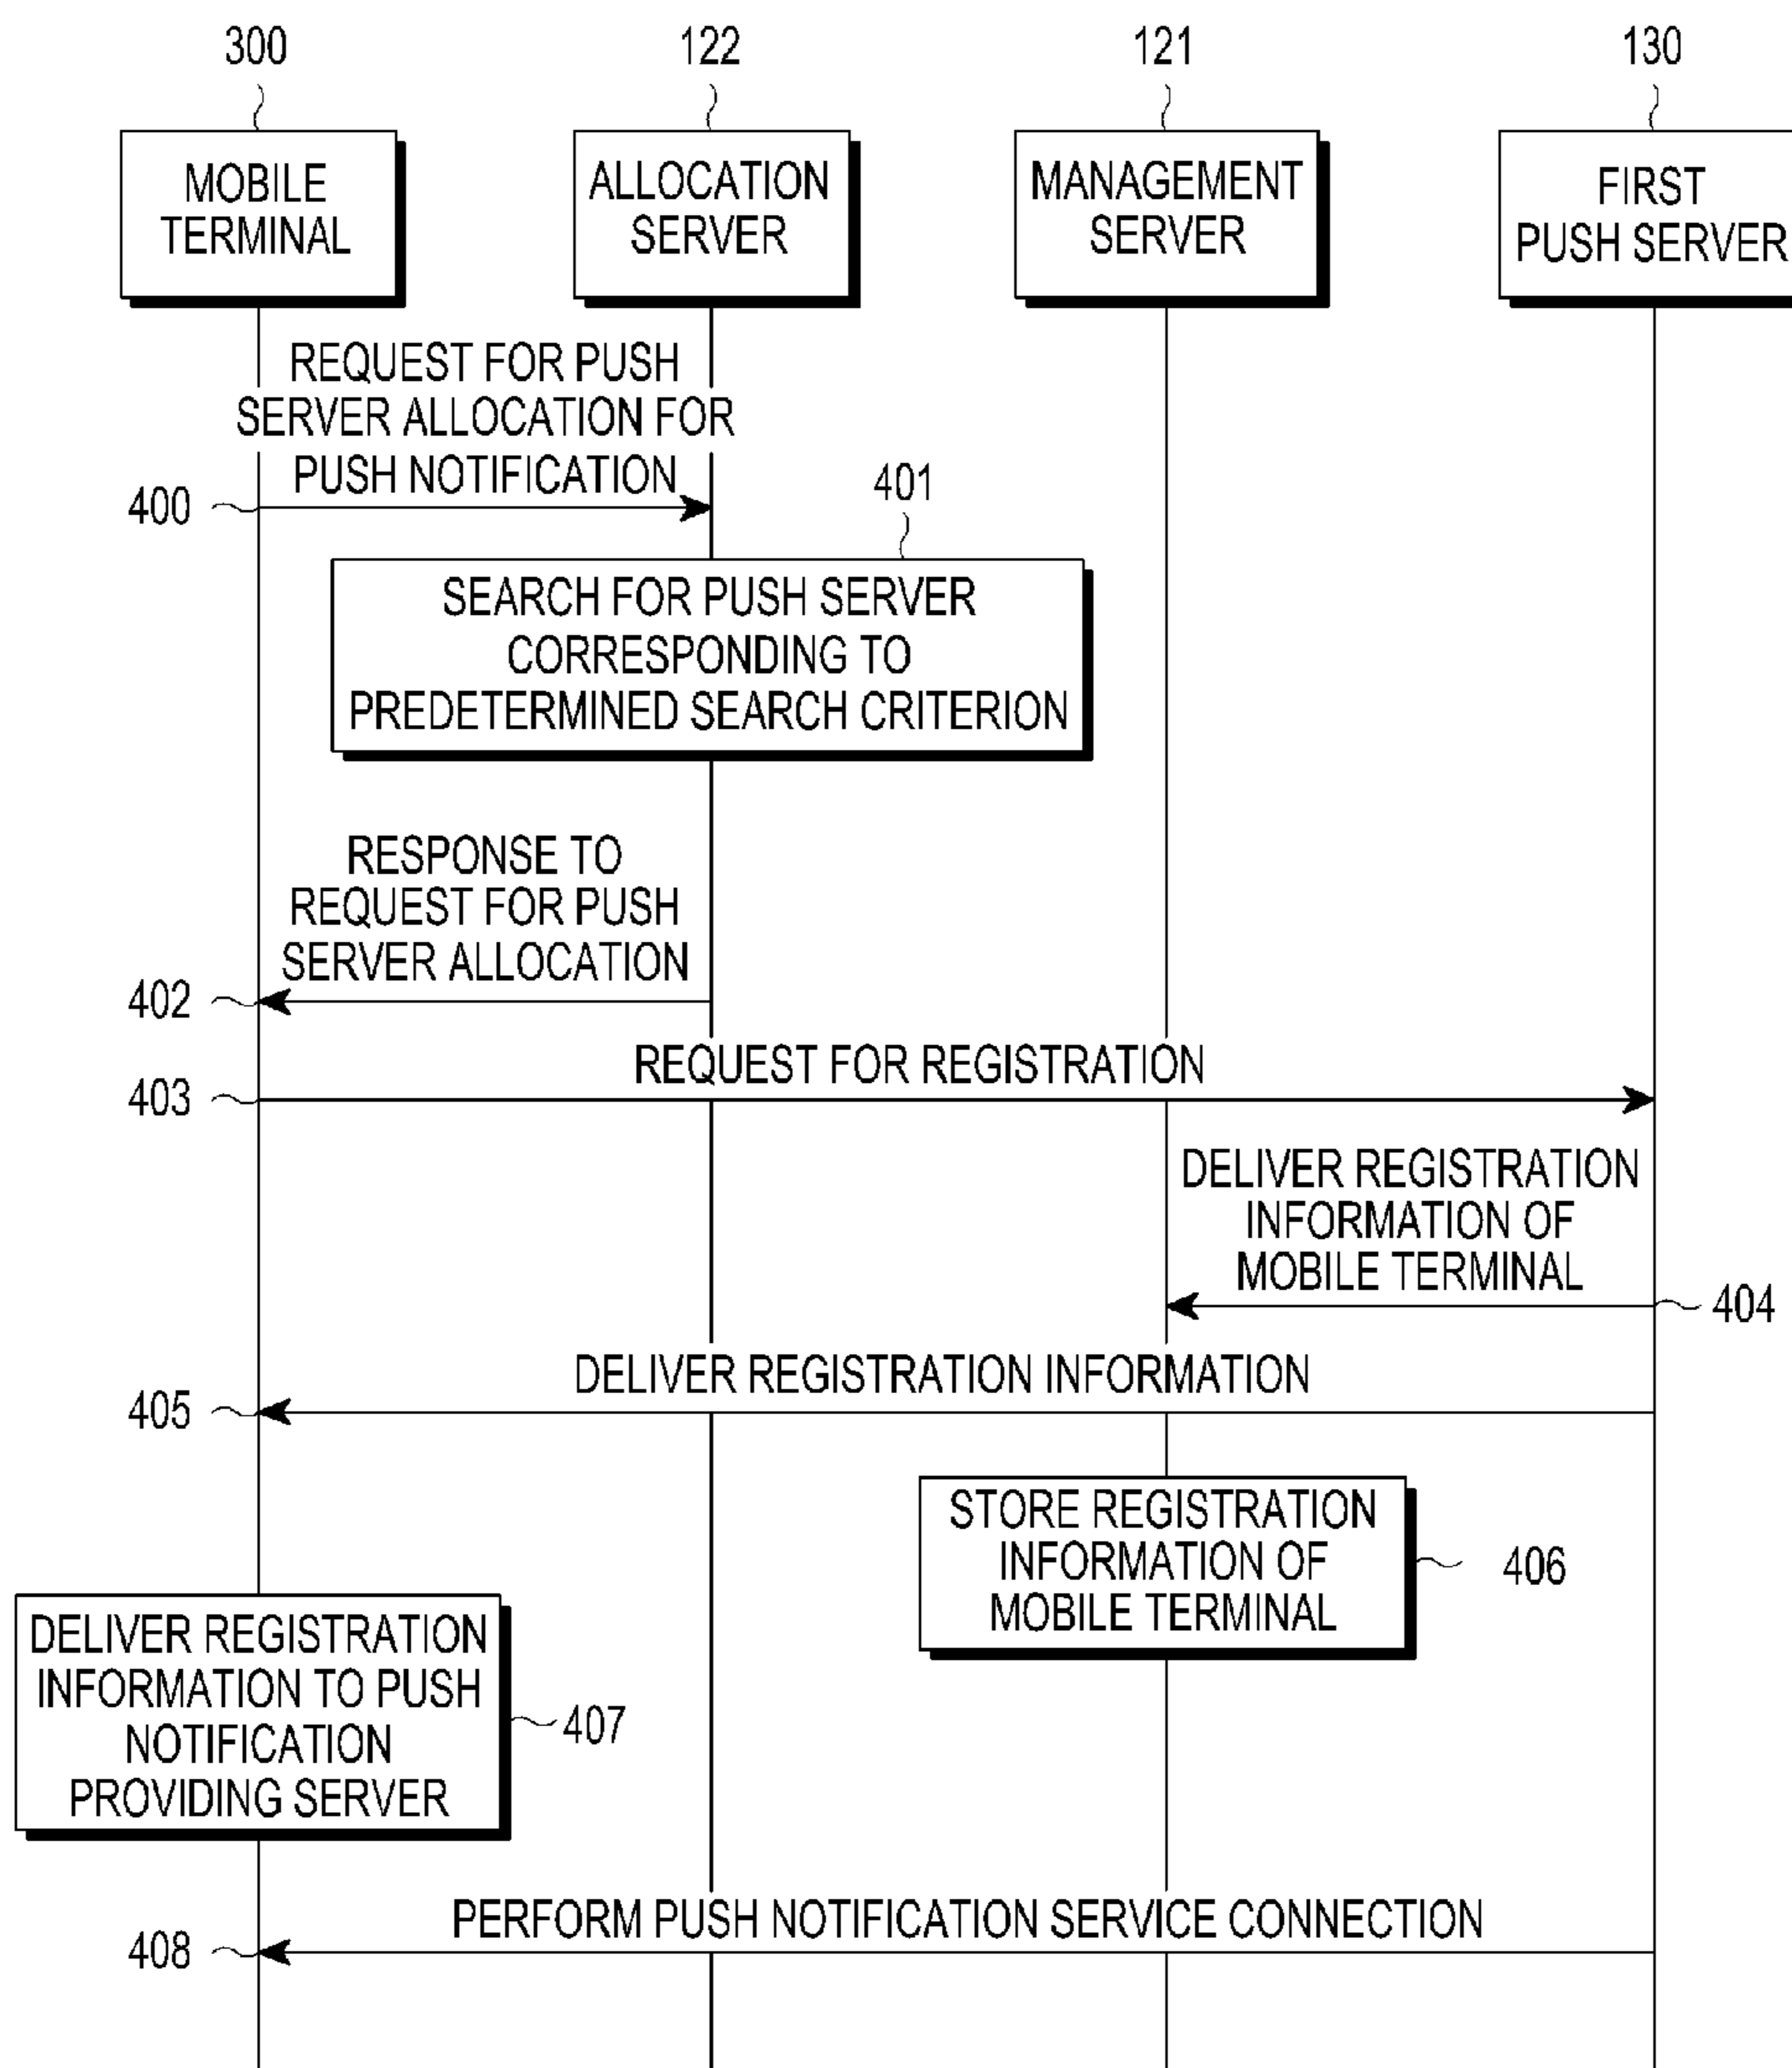 300
122
121
130
MOBILE
TERMINAL
ALLOCATION
SERVER
MANAGEMENT
SERVER
FIRST
PUSH SERVER
REQUEST FOR PUSH
SERVER ALLOCATION FOR
PUSH NOTIFICATION
400
401
SEARCH FOR PUSH SERVER
CORRESPONDING TO
PREDETERMINED SEARCH CRITERION
RESPONSE TO
REQUEST FOR PUSH
SERVER ALLOCATION
402
REQUEST FOR REGISTRATION
403
DELIVER REGISTRATION
INFORMATION OF
MOBILE TERMINAL
404
DELIVER REGISTRATION INFORMATION
405
STORE REGISTRATION
INFORMATION OF
MOBILE TERMINAL
406
DELIVER REGISTRATION
INFORMATION TO PUSH
NOTIFICATION
PROVIDING SERVER
407
PERFORM PUSH NOTIFICATION SERVICE CONNECTION
408